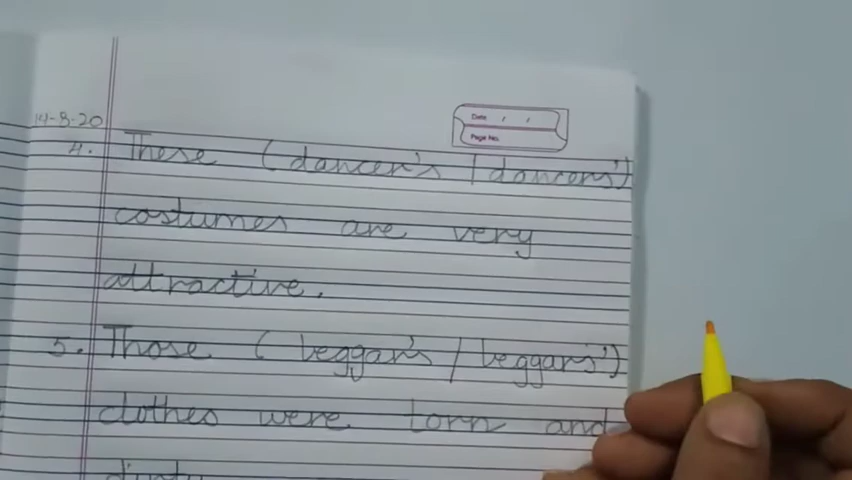 Date / /
Page No.
14-8-20
4. These (dancer's / dancers')
costumes are very
attractive.
5. Those (beggar's / beggars')
clothes were torn and
dirty